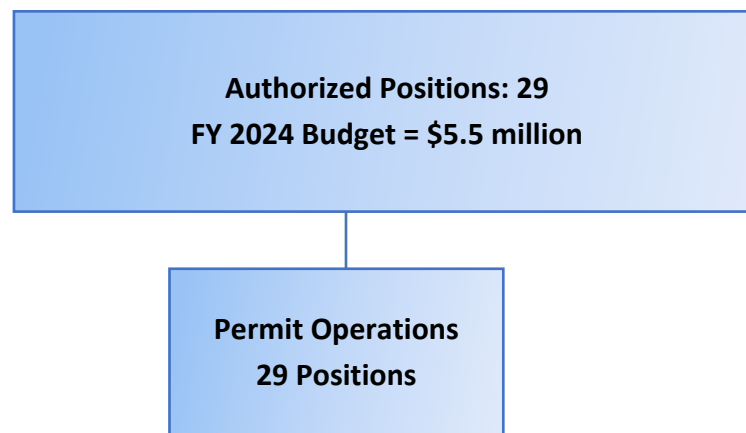 Authorized Positions: 29
FY 2024 Budget = $5.5 million
Permit Operations
29 Positions